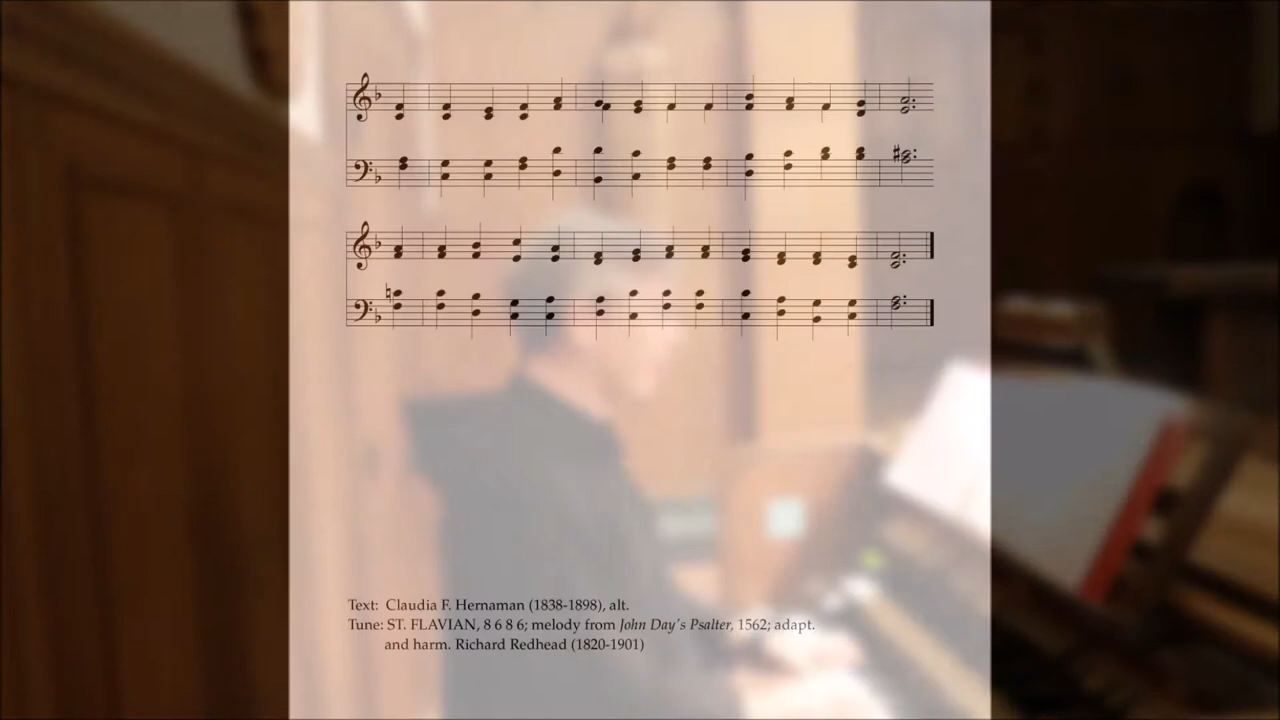 Text: Claudia F. Hernaman (1838-1898), alt.
Tune: ST. FLAVIAN, 8 6 8 6; melody from John Day's Psalter, 1562; adapt.
and harm. Richard Redhead (1820-1901)